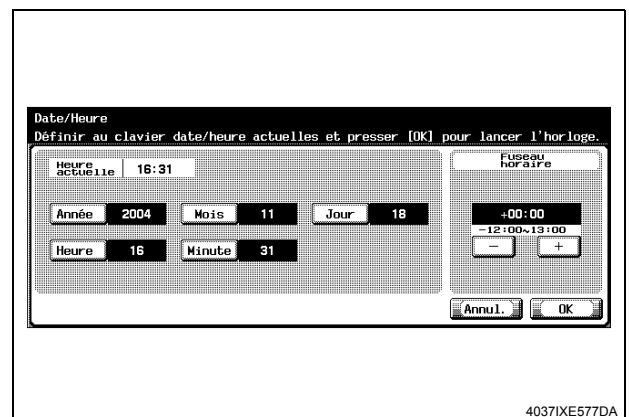 Date/Heure
Définir au clavier date/heure actuelles et presser [OK] pour lancer l'horloge.
Heure
actuelle 16:31
Fuseau
horaire
Année 2004 Mois 11 Jour 18
+00:00
-12:00~13:00
Heure 16 Minute 31
- +
Annul. OK
4037IXE577DA